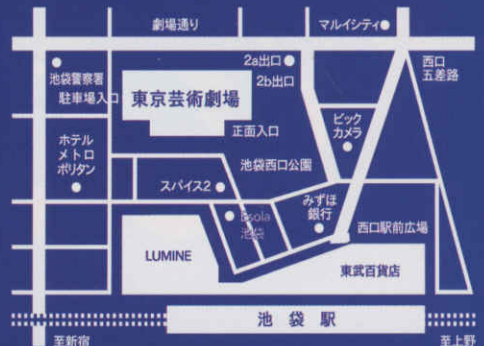 劇場通り
マルイシティ
2a出口
2b出口
西口
五差路
池袋警察署
駐車場入口
東京芸術劇場
正面入口
ビック
カメラ
ホテル
メトロ
ポリタン
池袋西口公園
スパイス2
Esola
池袋
みずほ
銀行
西口駅前広場
LUMINE
東武百貨店
池袋駅
至新宿
至上野